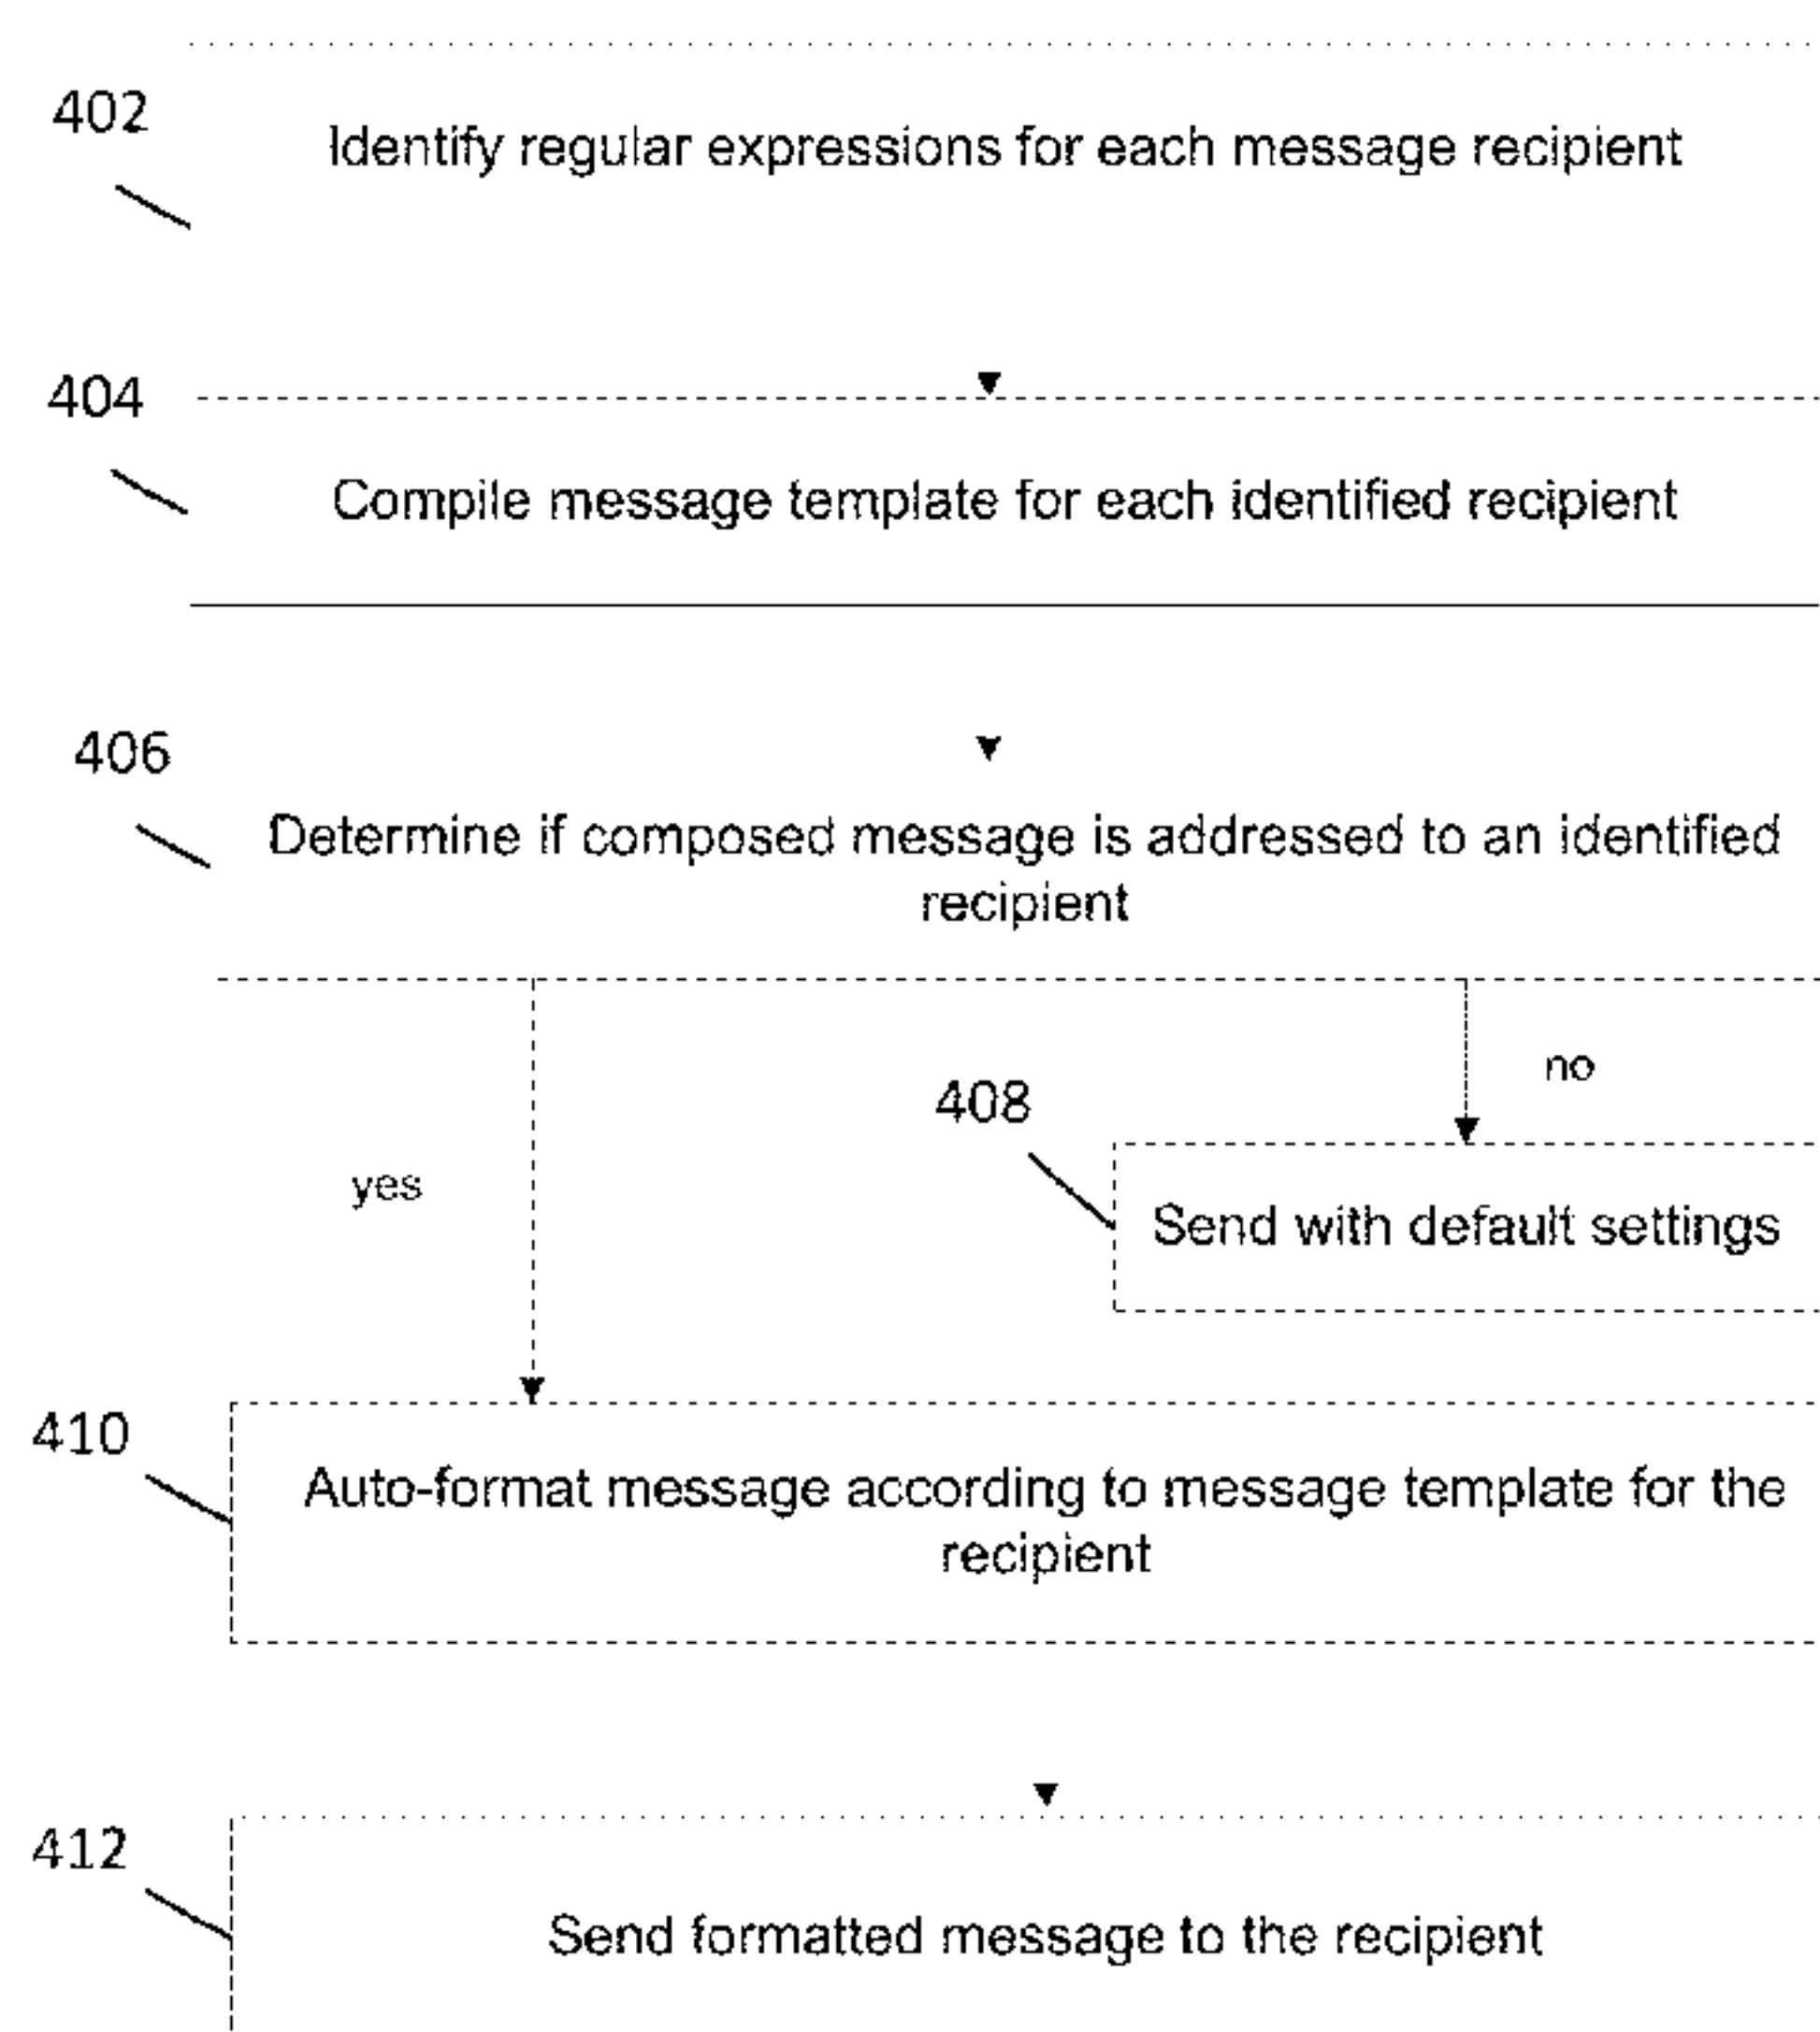 402
Identify regular expressions for each message recipient
404
Compile message template for each identified recipient
406
Determine if composed message is addressed to an identified
recipient
no
408
yes
Send with default settings
410
Auto-format message according to message template for the
recipient
412
Send formatted message to the recipient